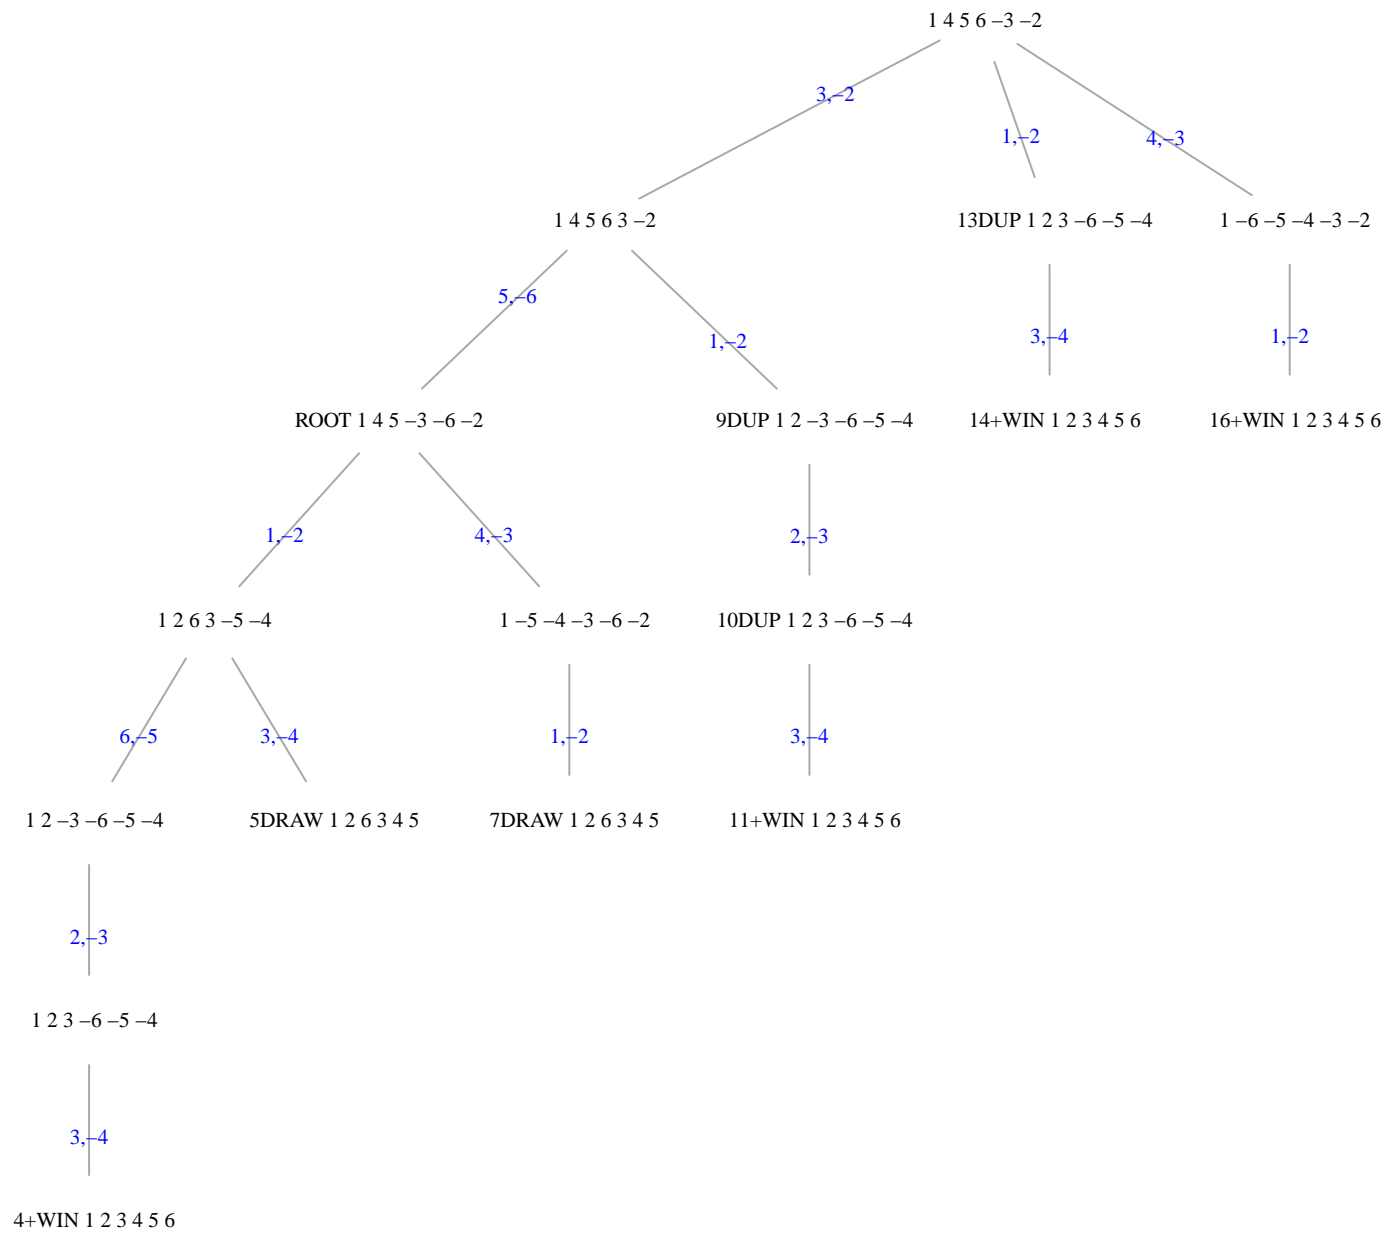 1 4 5 6 –3 –2
3,–2
1,–2
4,–3
1 4 5 6 3 –2
13DUP 1 2 3 –6 –5 –4
1 –6 –5 –4 –3 –2
5,–6
1,–2
3,–4
1,–2
ROOT 1 4 5 –3 –6 –2
9DUP 1 2 –3 –6 –5 –4
14+WIN 1 2 3 4 5 6
16+WIN 1 2 3 4 5 6
1,–2
4,–3
2,–3
1 2 6 3 –5 –4
1 –5 –4 –3 –6 –2
10DUP 1 2 3 –6 –5 –4
6,–5
3,–4
1,–2
3,–4
1 2 –3 –6 –5 –4
5DRAW 1 2 6 3 4 5
7DRAW 1 2 6 3 4 5
11+WIN 1 2 3 4 5 6
2,–3
1 2 3 –6 –5 –4
3,–4
4+WIN 1 2 3 4 5 6